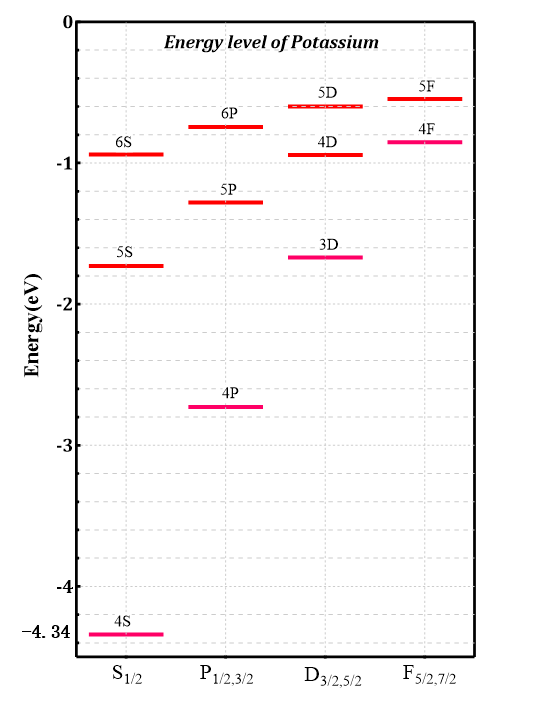 0
Energy level of Potassium
5F
5D
6P
4F
6S
4D
-1
5P
3D
5S
-2
Energy(eV)
4P
-3
-4
4S
−4. 34
S1/2
P1/2,3/2
D3/2,5/2
F5/2,7/2